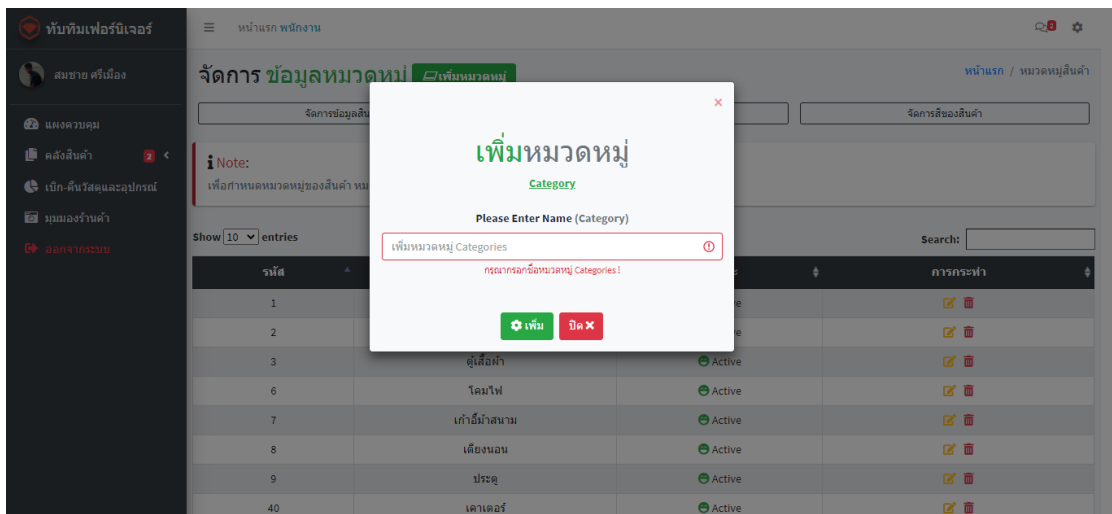 ทับทิมเฟอร์นิเจอร์
หน้าแรก พนักงาน
2
สมชาย ศรีเมือง
จัดการ ข้อมูลหมวดหมู่ เพิ่มหมวดหมู่
หน้าแรก / หมวดหมู่สินค้า
×
จัดการข้อมูลสิน
จัดการสีของสินค้า
แผงควบคุม
คลังสินค้า 2
เบิก-คืนวัสดุและอุปกรณ์
มุมมองร้านค้า
ออกจากระบบ
Note:
เพื่อกำหนดหมวดหมู่ของสินค้า หม
เพิ่มหมวดหมู่
Category
Please Enter Name (Category)
เพิ่มหมวดหมู่ Categories
กรุณากรอกชื่อหมวดหมู่ Categories !
เพิ่ม ปิด
Show 10 entries
Search:
รหัส การกระทำ
1
2
3 ตู้เสื้อผ้า Active
6 โคมไฟ Active
7 เก้าอี้ม้าสนาม Active
8 เตียงนอน Active
9 ประตู Active
40 เคาเตอร์ Active